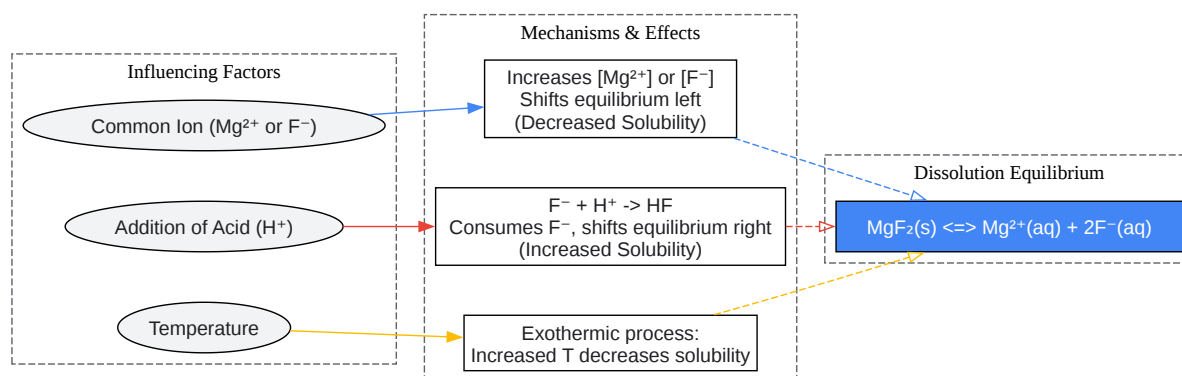 Influencing Factors
Common Ion (Mg²⁺ or F⁻)
Addition of Acid (H⁺)
Temperature
Mechanisms & Effects
Increases [Mg²⁺] or [F⁻]
Shifts equilibrium left
(Decreased Solubility)
F⁻ + H⁺ -> HF
Consumes F⁻, shifts equilibrium right
(Increased Solubility)
Exothermic process:
Increased T decreases solubility
Dissolution Equilibrium
MgF₂(s) <=> Mg²⁺(aq) + 2F⁻(aq)